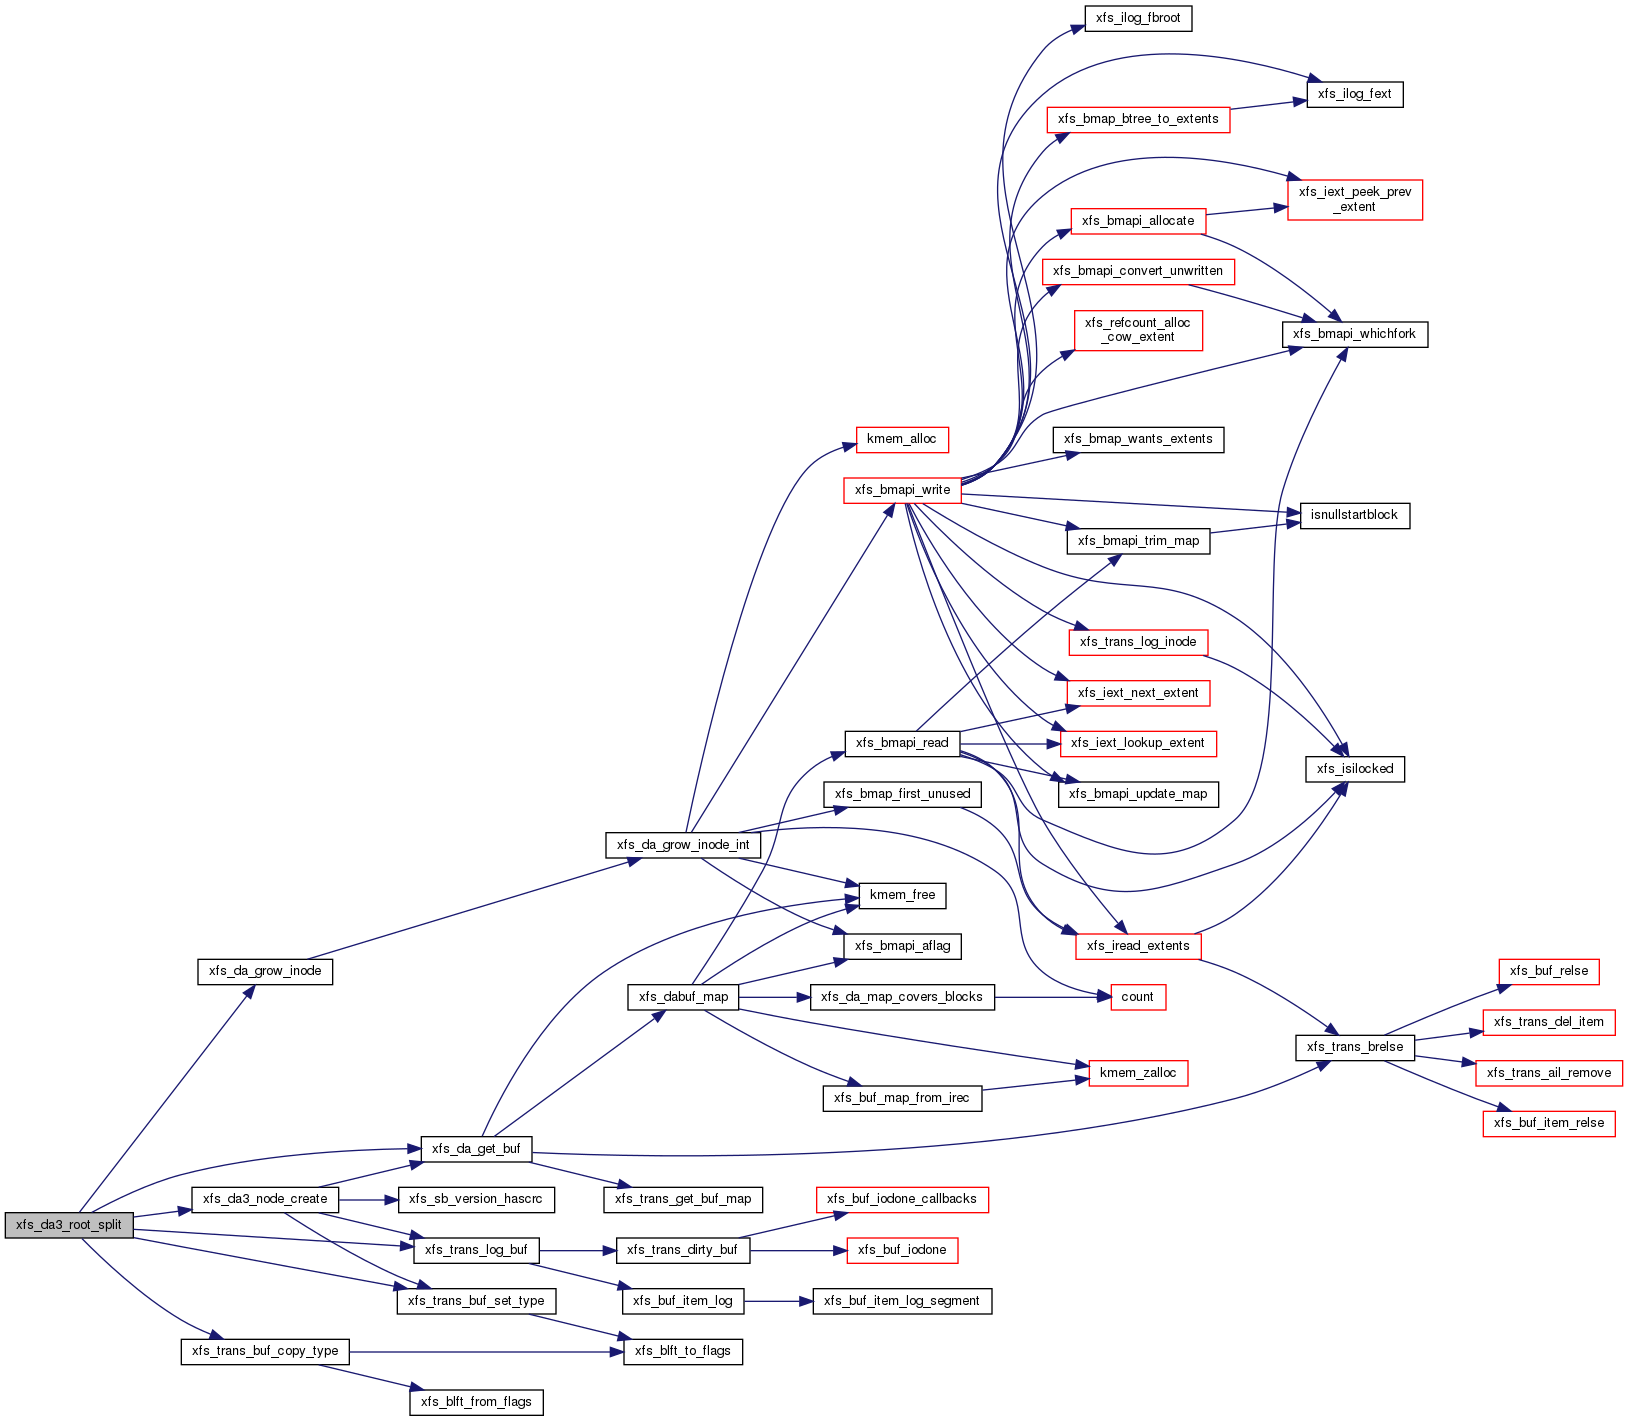 xfs_ilog_fbroot
xfs_ilog_fext
xfs_bmap_btree_to_extents
xfs_iext_peek_prev
_extent
xfs_bmapi_allocate
xfs_bmapi_convert_unwritten
xfs_refcount_alloc
_cow_extent
xfs_bmapi_whichfork
kmem_alloc
xfs_bmap_wants_extents
xfs_bmapi_write
isnullstartblock
xfs_bmapi_trim_map
xfs_trans_log_inode
xfs_iext_next_extent
xfs_bmapi_read
xfs_iext_lookup_extent
xfs_isilocked
xfs_bmap_first_unused
xfs_bmapi_update_map
xfs_da_grow_inode_int
kmem_free
xfs_bmapi_aflag
xfs_iread_extents
xfs_da_grow_inode
xfs_buf_relse
xfs_dabuf_map
xfs_da_map_covers_blocks
count
xfs_trans_del_item
xfs_trans_brelse
kmem_zalloc
xfs_trans_ail_remove
xfs_buf_map_from_irec
xfs_buf_item_relse
xfs_da_get_buf
xfs_da3_node_create
xfs_sb_version_hascrc
xfs_trans_get_buf_map
xfs_buf_iodone_callbacks
xfs_da3_root_split
xfs_trans_log_buf
xfs_trans_dirty_buf
xfs_buf_iodone
xfs_trans_buf_set_type
xfs_buf_item_log
xfs_buf_item_log_segment
xfs_trans_buf_copy_type
xfs_blft_to_flags
xfs_blft_from_flags